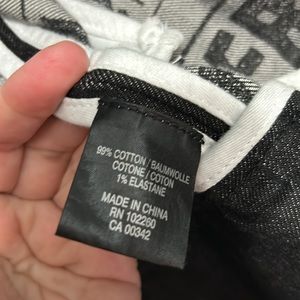 99% COTTON / BAUMWOLLE
COTONE / COTON
1% ELASTANE
MADE IN CHINA
RN 102260
CA 00342